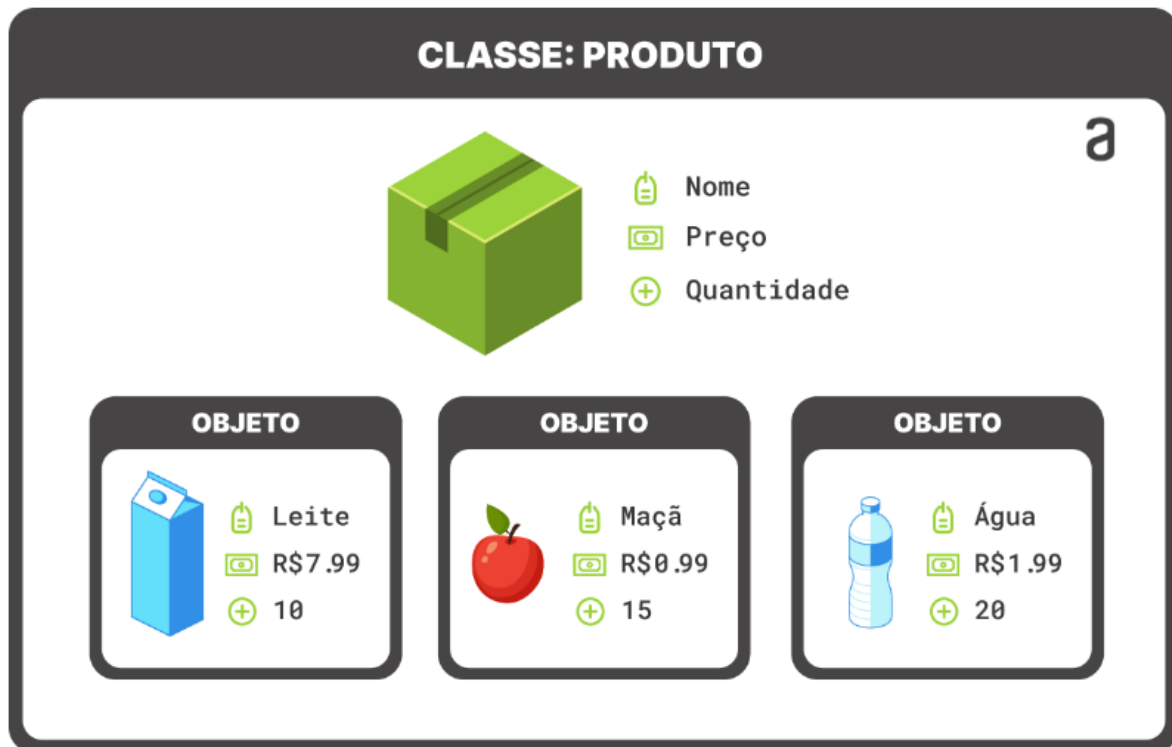 CLASSE: PRODUTO
a
Nome
Preço
Quantidade
OBJETO
Leite
R$7.99
10
OBJETO
Maçã
R$0.99
15
OBJETO
Água
R$1.99
20